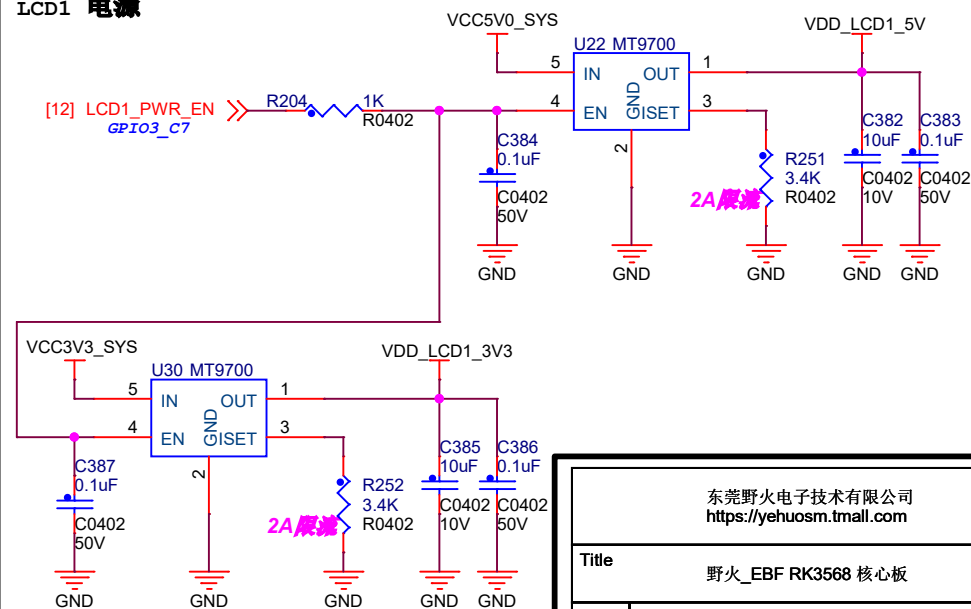 LCD1 电源
VCC5V0_SYS
VDD_LCD1_5V
U22 MT9700
5 IN OUT 1
[12] LCD1_PWR_EN
GPIO3_C7
R204 1K
R0402
4 EN GND ISET 3
2
C384
0.1uF
C0402
50V
R251
3.4K
R0402
2A限流
C382
10uF
C0402
10V
C383
0.1uF
C0402
50V
GND GND GND GND GND
VCC3V3_SYS
VDD_LCD1_3V3
U30 MT9700
5 IN OUT 1
4 EN GND ISET 3
2
C387
0.1uF
C0402
50V
R252
3.4K
R0402
2A限流
C385
10uF
C0402
10V
C386
0.1uF
C0402
50V
GND GND GND GND GND
东莞野火电子技术有限公司
https://yehuosm.tmall.com
Title
野火_EBF RK3568 核心板